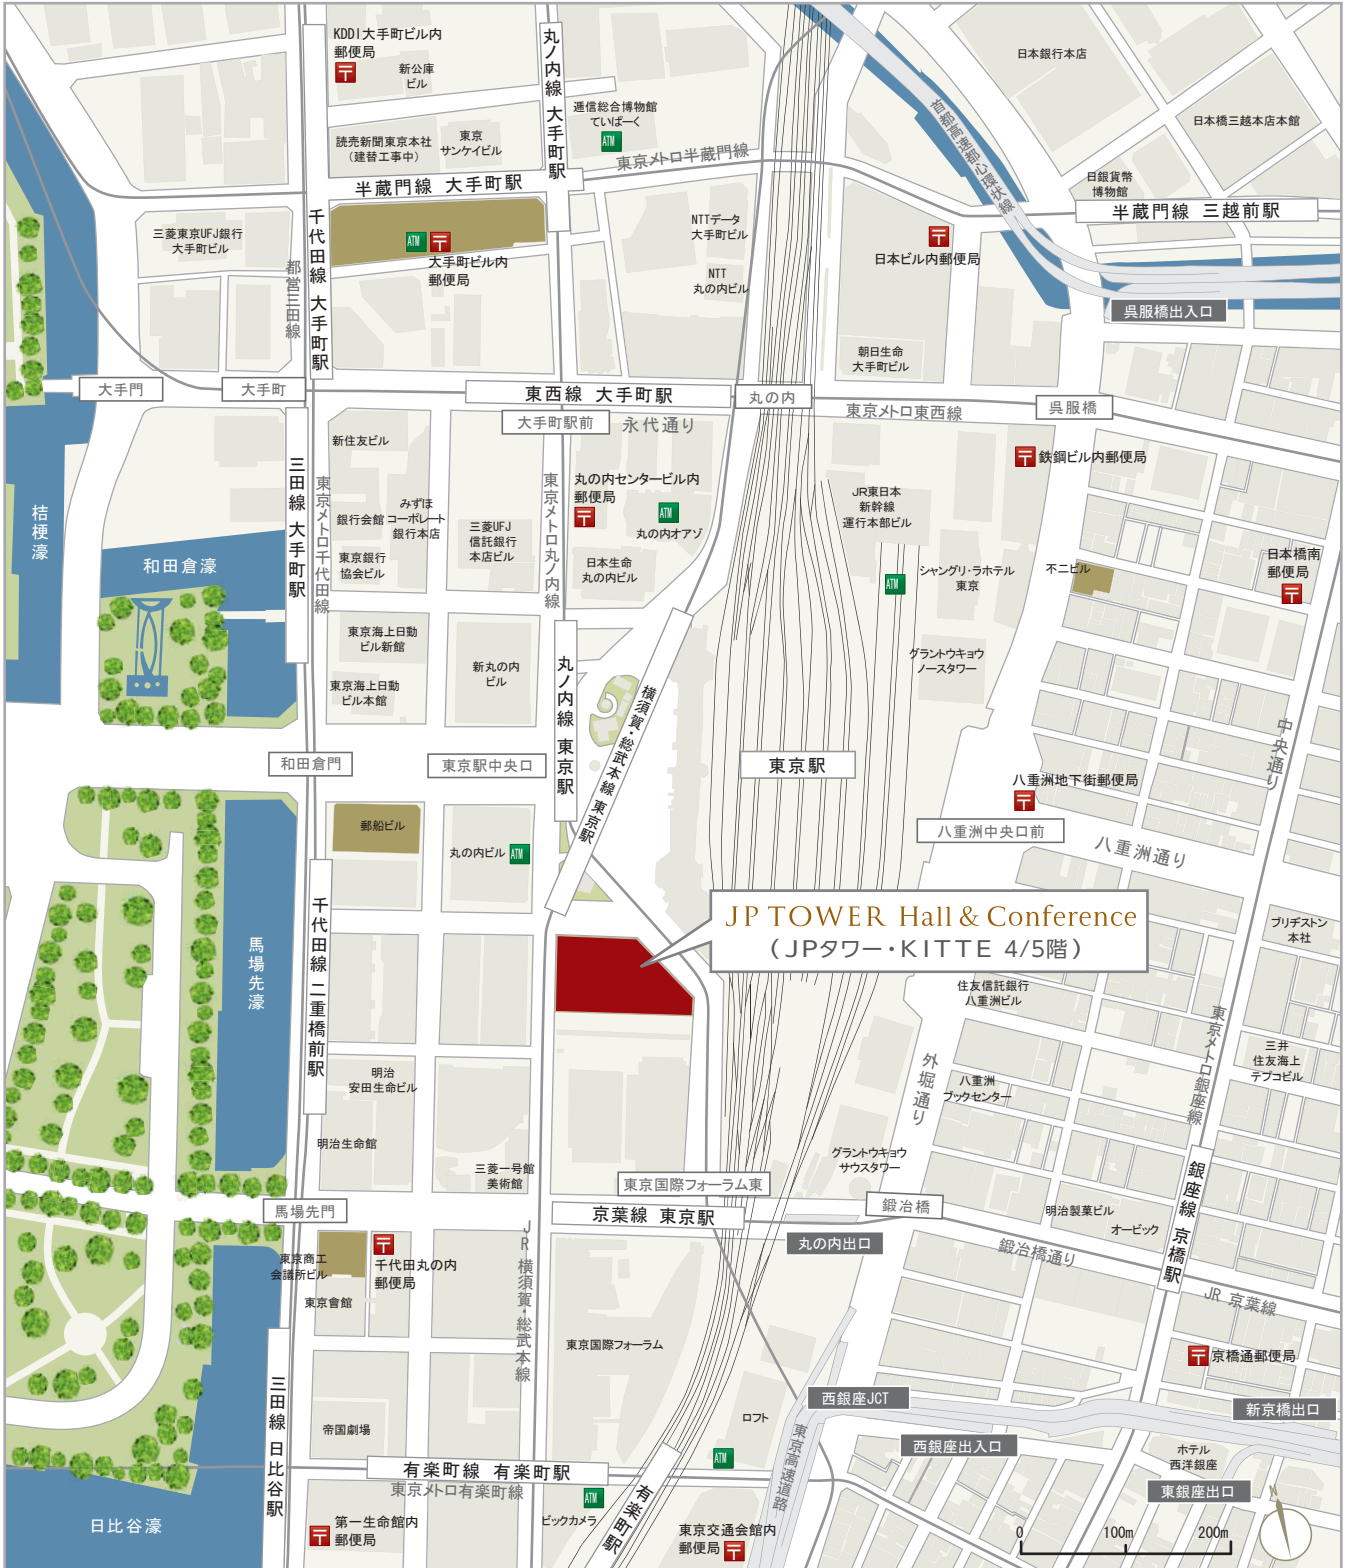 KDDI大手町ビル内
郵便局
新公庫
ビル
丸ノ内線 大手町駅
逓信総合博物館
ていぱーく
ATM
読売新聞東京本社
(建替工事中)
東京
サンケイビル
東京メトロ半蔵門線
半蔵門線 大手町駅
日本銀行本店
首都高速都心環状線
日本橋三越本店本館
日銀貨幣
博物館
半蔵門線 三越前駅
三菱東京UFJ銀行
大手町ビル
都営三田線
千代田線 大手町駅
ATM
大手町ビル内
郵便局
NTTデータ
大手町ビル
NTT
丸の内ビル
日本ビル内郵便局
呉服橋出入口
朝日生命
大手町ビル
大手門
大手町
東西線 大手町駅
丸の内
東京メトロ東西線
呉服橋
大手町駅前
永代通り
新住友ビル
三田線 大手町駅
東京メトロ千代田線
銀行会館
みずほ
コーポレート
銀行本店
東京銀行
協会ビル
三菱UFJ
信託銀行
本店ビル
東京メトロ丸ノ内線
丸の内センタービル内
郵便局
ATM
丸の内オアゾ
日本生命
丸の内ビル
JR東日本
新幹線
運行本部ビル
鉄鋼ビル内郵便局
ATM
シャングリ・ラホテル
東京
不二ビル
日本橋南
郵便局
桔梗濠
和田倉濠
東京海上日動
ビル新館
東京海上日動
ビル本館
新丸の内
ビル
丸ノ内線 東京駅
横須賀・総武本線 東京駅
グラントウキョウ
ノースタワー
中央通り
和田倉門
東京駅中央口
東京駅
八重洲地下街郵便局
八重洲中央口前
八重洲通り
郵船ビル
丸の内ビル
ATM
JP TOWER Hall & Conference
(JPタワー・KITTE 4/5階)
ブリヂストン
本社
馬場先濠
千代田線 二重橋前駅
住友信託銀行
八重洲ビル
東京メトロ銀座線
三井
住友海上
テプコビル
外堀通り
八重洲
ブックセンター
明治
安田生命ビル
明治生命館
三菱一号館
美術館
グラントウキョウ
サウスタワー
東京国際フォーラム東
馬場先門
京葉線 東京駅
鍛冶橋
丸の内出口
明治製菓ビル
オービック
鍛冶橋通り
銀座線 京橋駅
JR 京葉線
東京商工
会議所ビル
千代田丸の内
郵便局
東京會館
JR 横須賀・総武本線
東京国際フォーラム
京橋通郵便局
三田線 日比谷駅
帝国劇場
ロフト
西銀座JCT
新京橋出口
東京高速道路
西銀座出入口
ホテル
西洋銀座
東銀座出口
有楽町線 有楽町駅
東京メトロ有楽町線
ATM
ATM
ビックカメラ
有楽町駅
日比谷濠
第一生命館内
郵便局
東京交通会館内
郵便局
N
0 100m 200m